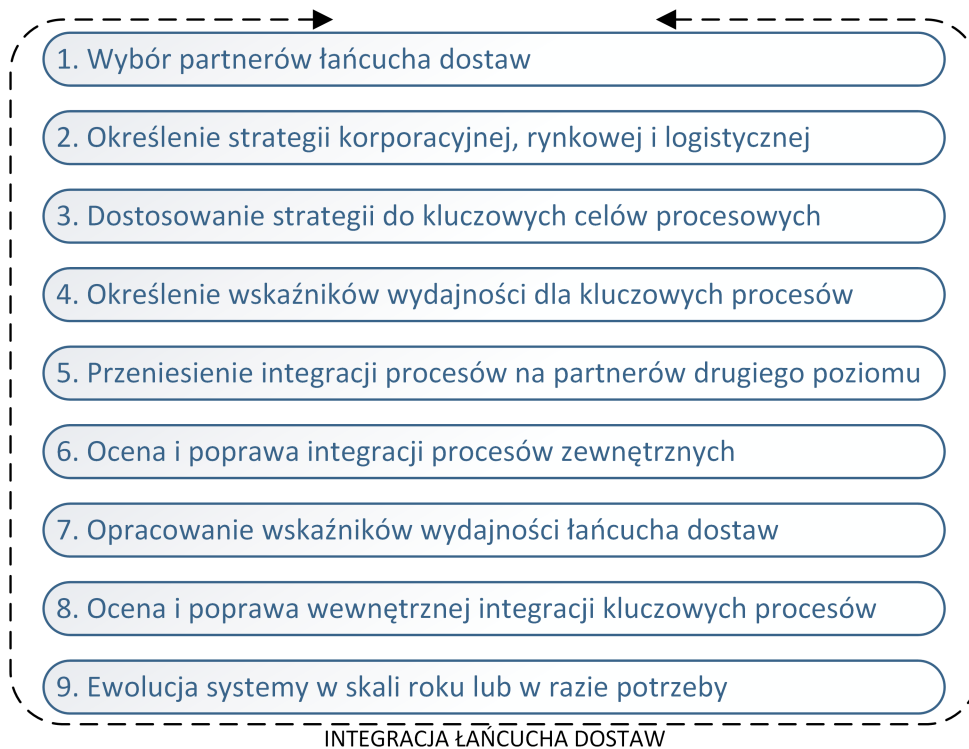 1. Wybór partnerów łańcucha dostaw
2. Określenie strategii korporacyjnej, rynkowej i logistycznej
3. Dostosowanie strategii do kluczowych celów procesowych
4. Określenie wskaźników wydajności dla kluczowych procesów
5. Przeniesienie integracji procesów na partnerów drugiego poziomu
6. Ocena i poprawa integracji procesów zewnętrznych
7. Opracowanie wskaźników wydajności łańcucha dostaw
8. Ocena i poprawa wewnętrznej integracji kluczowych procesów
9. Ewolucja systemy w skali roku lub w razie potrzeby
INTEGRACJA ŁAŃCUCHA DOSTAW